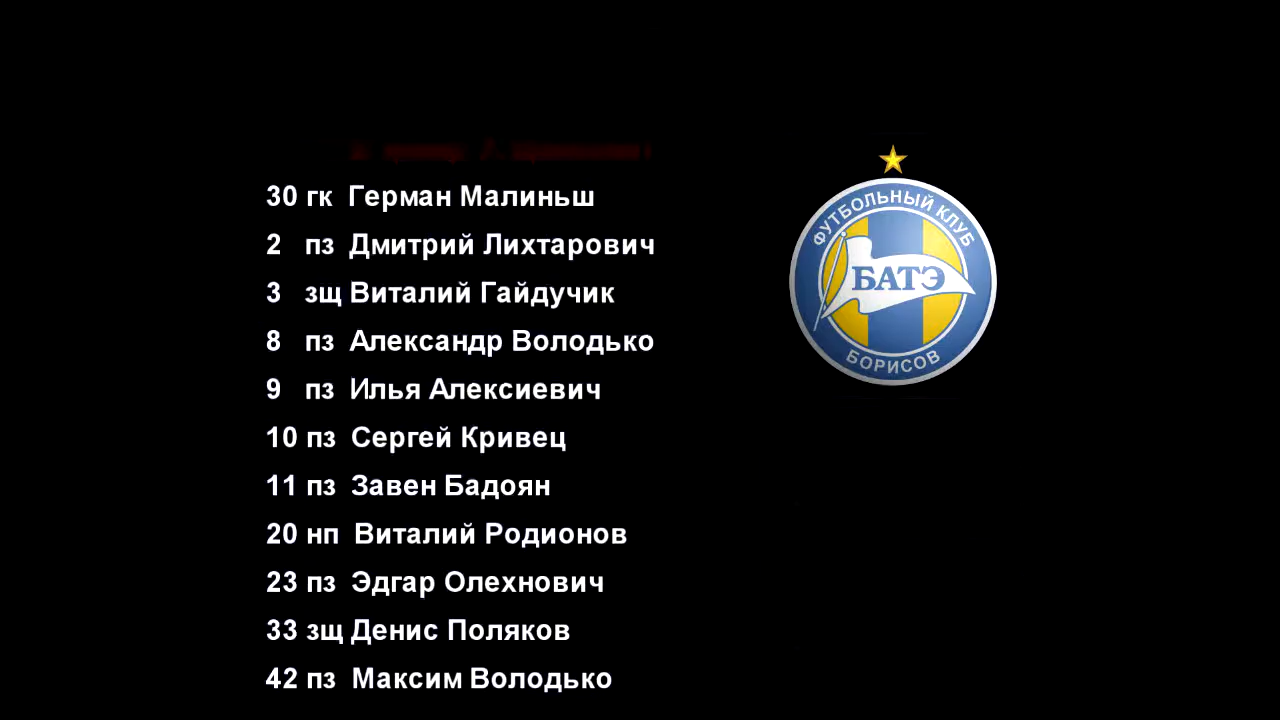 30 гк Герман Малиньш
2 пз Дмитрий Лихтарович
3 зщ Виталий Гайдучик
8 пз Александр Володько
9 пз Илья Алексиевич
10 пз Сергей Кривец
11 пз Завен Бадоян
20 нп Виталий Родионов
23 пз Эдгар Олехнович
33 зщ Денис Поляков
42 пз Максим Володько
ФУТБОЛЬНЫЙ КЛУБ
БАТЭ
БОРИСОВ